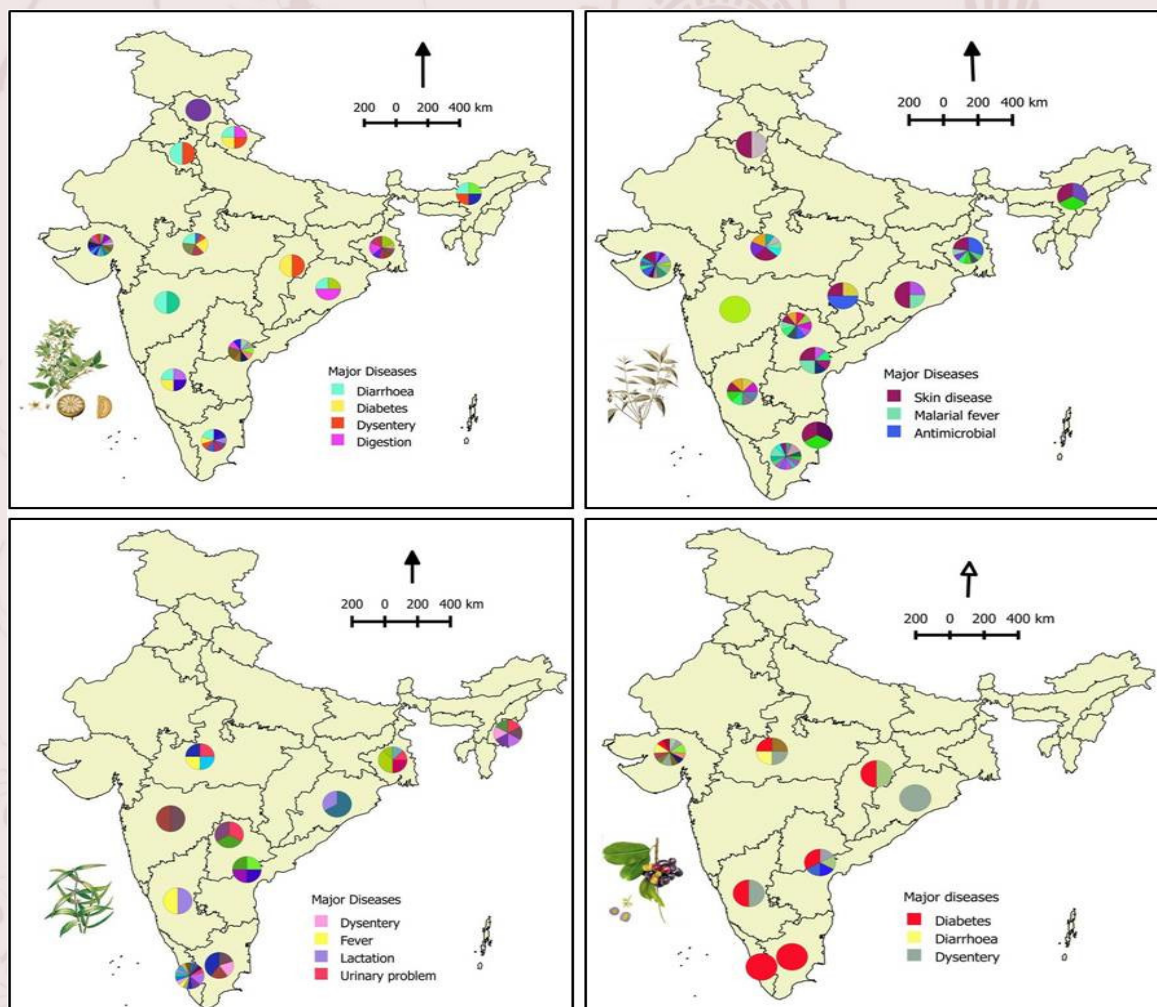 200 0 200 400 km
Major Diseases
Diarrhoea
Diabetes
Dysentery
Digestion
200 0 200 400 km
Major Diseases
Skin disease
Malarial fever
Antimicrobial
200 0 200 400 km
Major Diseases
Dysentery
Fever
Lactation
Urinary problem
200 0 200 400 km
Major diseases
Diabetes
Diarrhoea
Dysentery